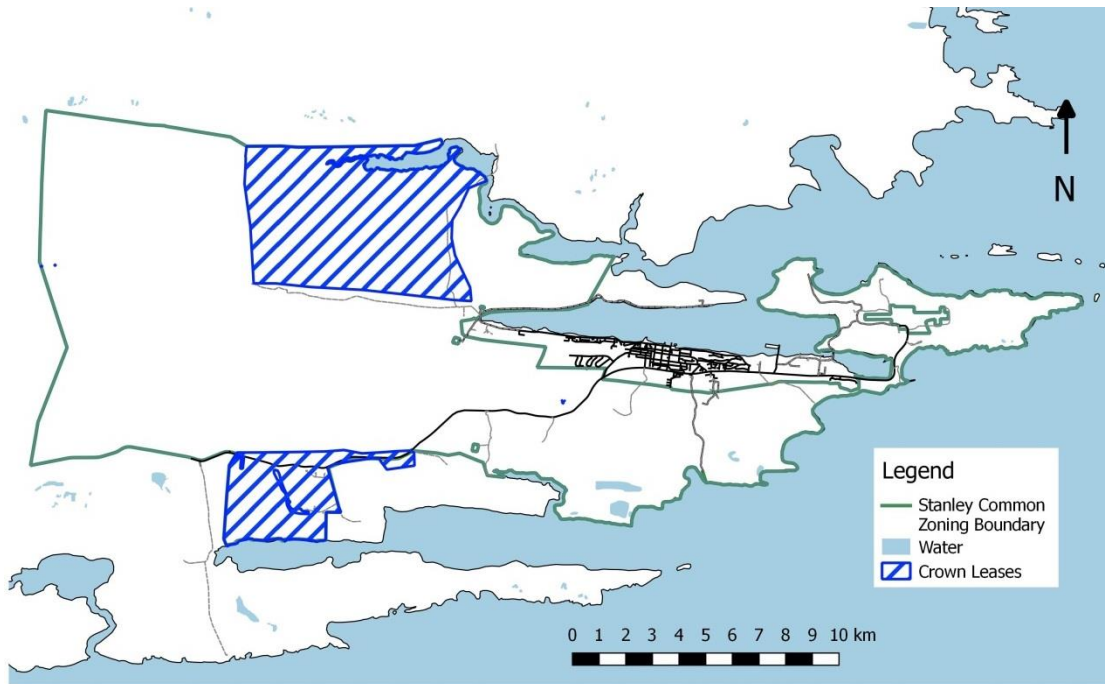 N
Legend
Stanley Common
Zoning Boundary
Water
Crown Leases
0 1 2 3 4 5 6 7 8 9 10 km